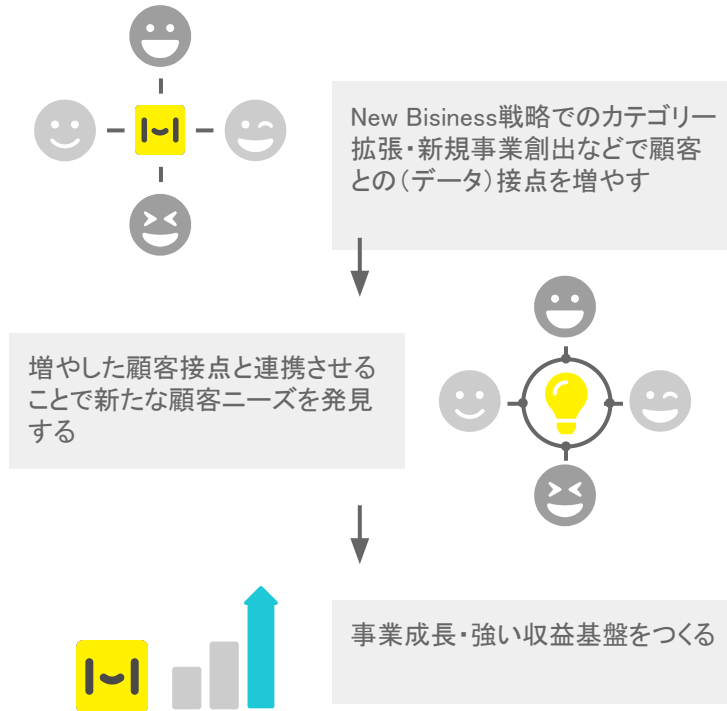 New Bisiness戦略でのカテゴリー
拡張・新規事業創出などで顧客
との（データ）接点を増やす
増やした顧客接点と連携させる
ことで新たな顧客ニーズを発見
する
事業成長・強い収益基盤をつくる